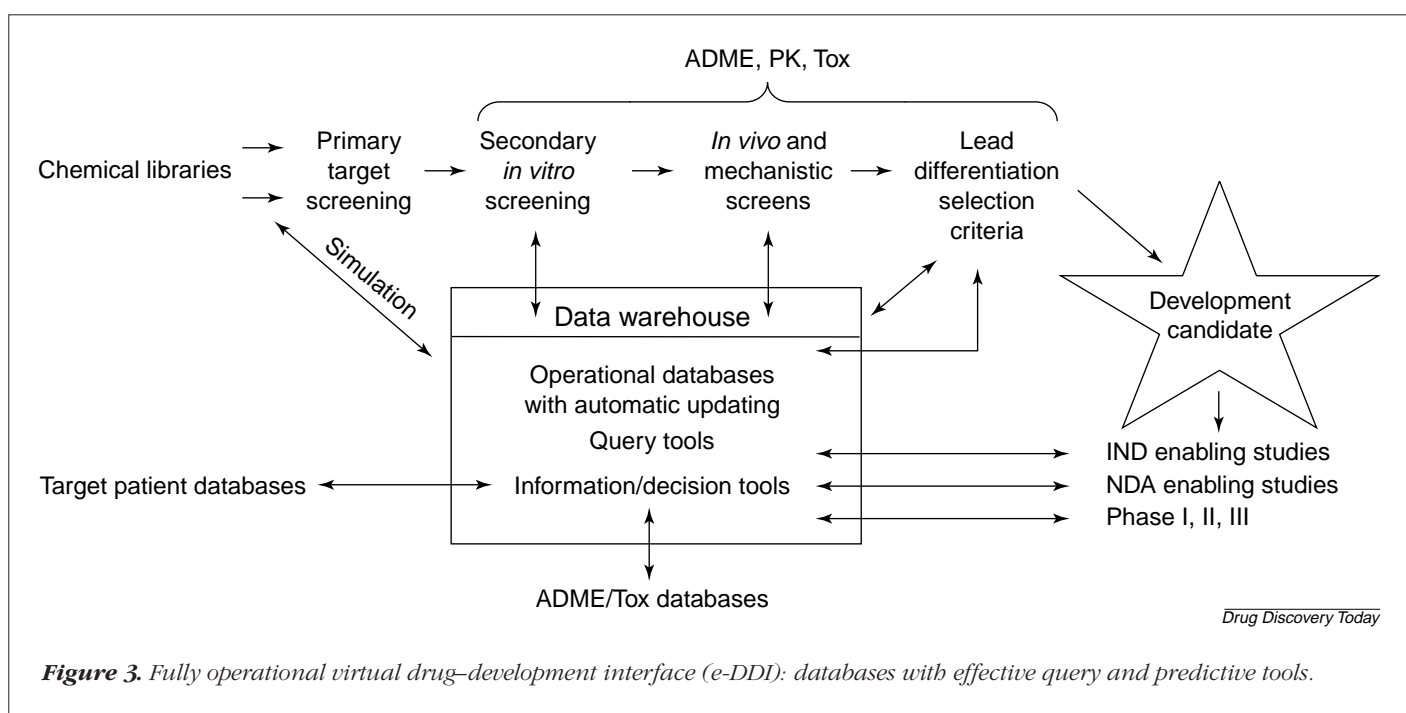 ADME, PK, Tox
Chemical libraries
Primary
target
screening
Secondary
in vitro
screening
In vivo and
mechanistic
screens
Lead
differentiation
selection
criteria
Simulation
Development
candidate
Data warehouse
Operational databases
with automatic updating
Query tools
Information/decision tools
Target patient databases
IND enabling studies
NDA enabling studies
Phase I, II, III
ADME/Tox databases
Drug Discovery Today
Figure 3. Fully operational virtual drug–development interface (e-DDI): databases with effective query and predictive tools.